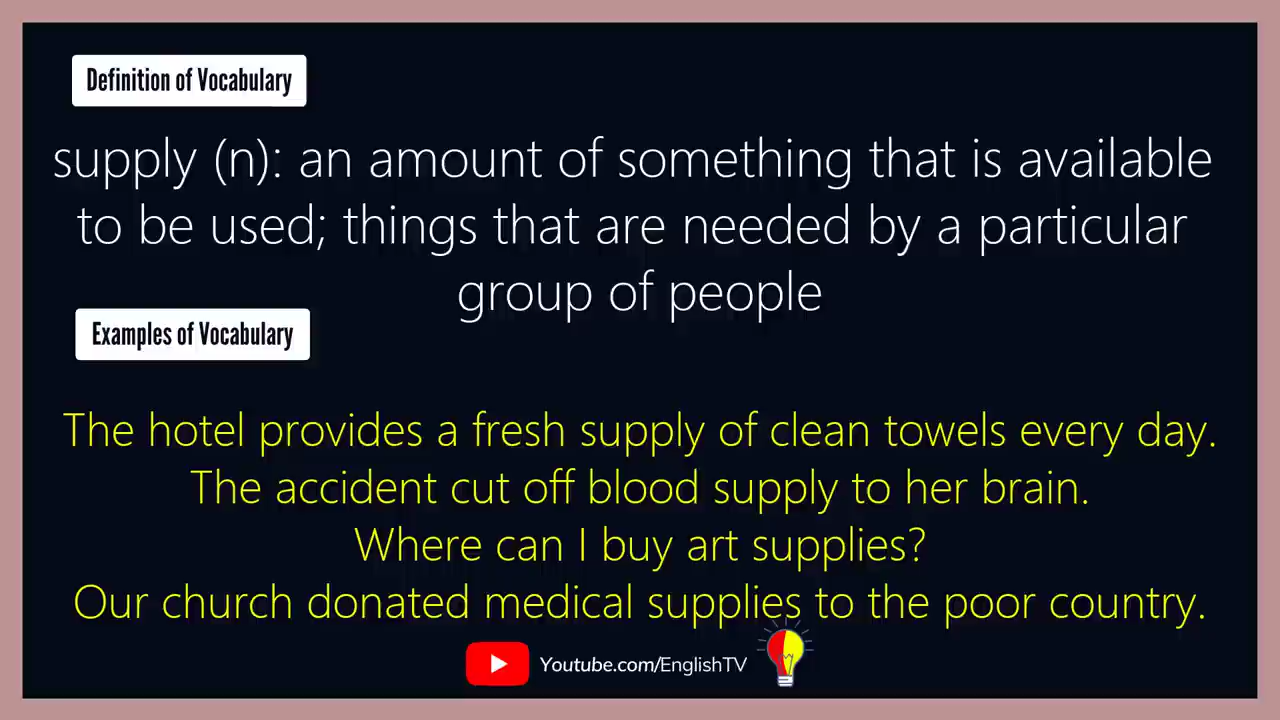 Definition of Vocabulary
supply (n): an amount of something that is available
to be used; things that are needed by a particular
group of people
Examples of Vocabulary
The hotel provides a fresh supply of clean towels every day.
The accident cut off blood supply to her brain.
Where can I buy art supplies?
Our church donated medical supplies to the poor country.
Youtube.com/EnglishTV